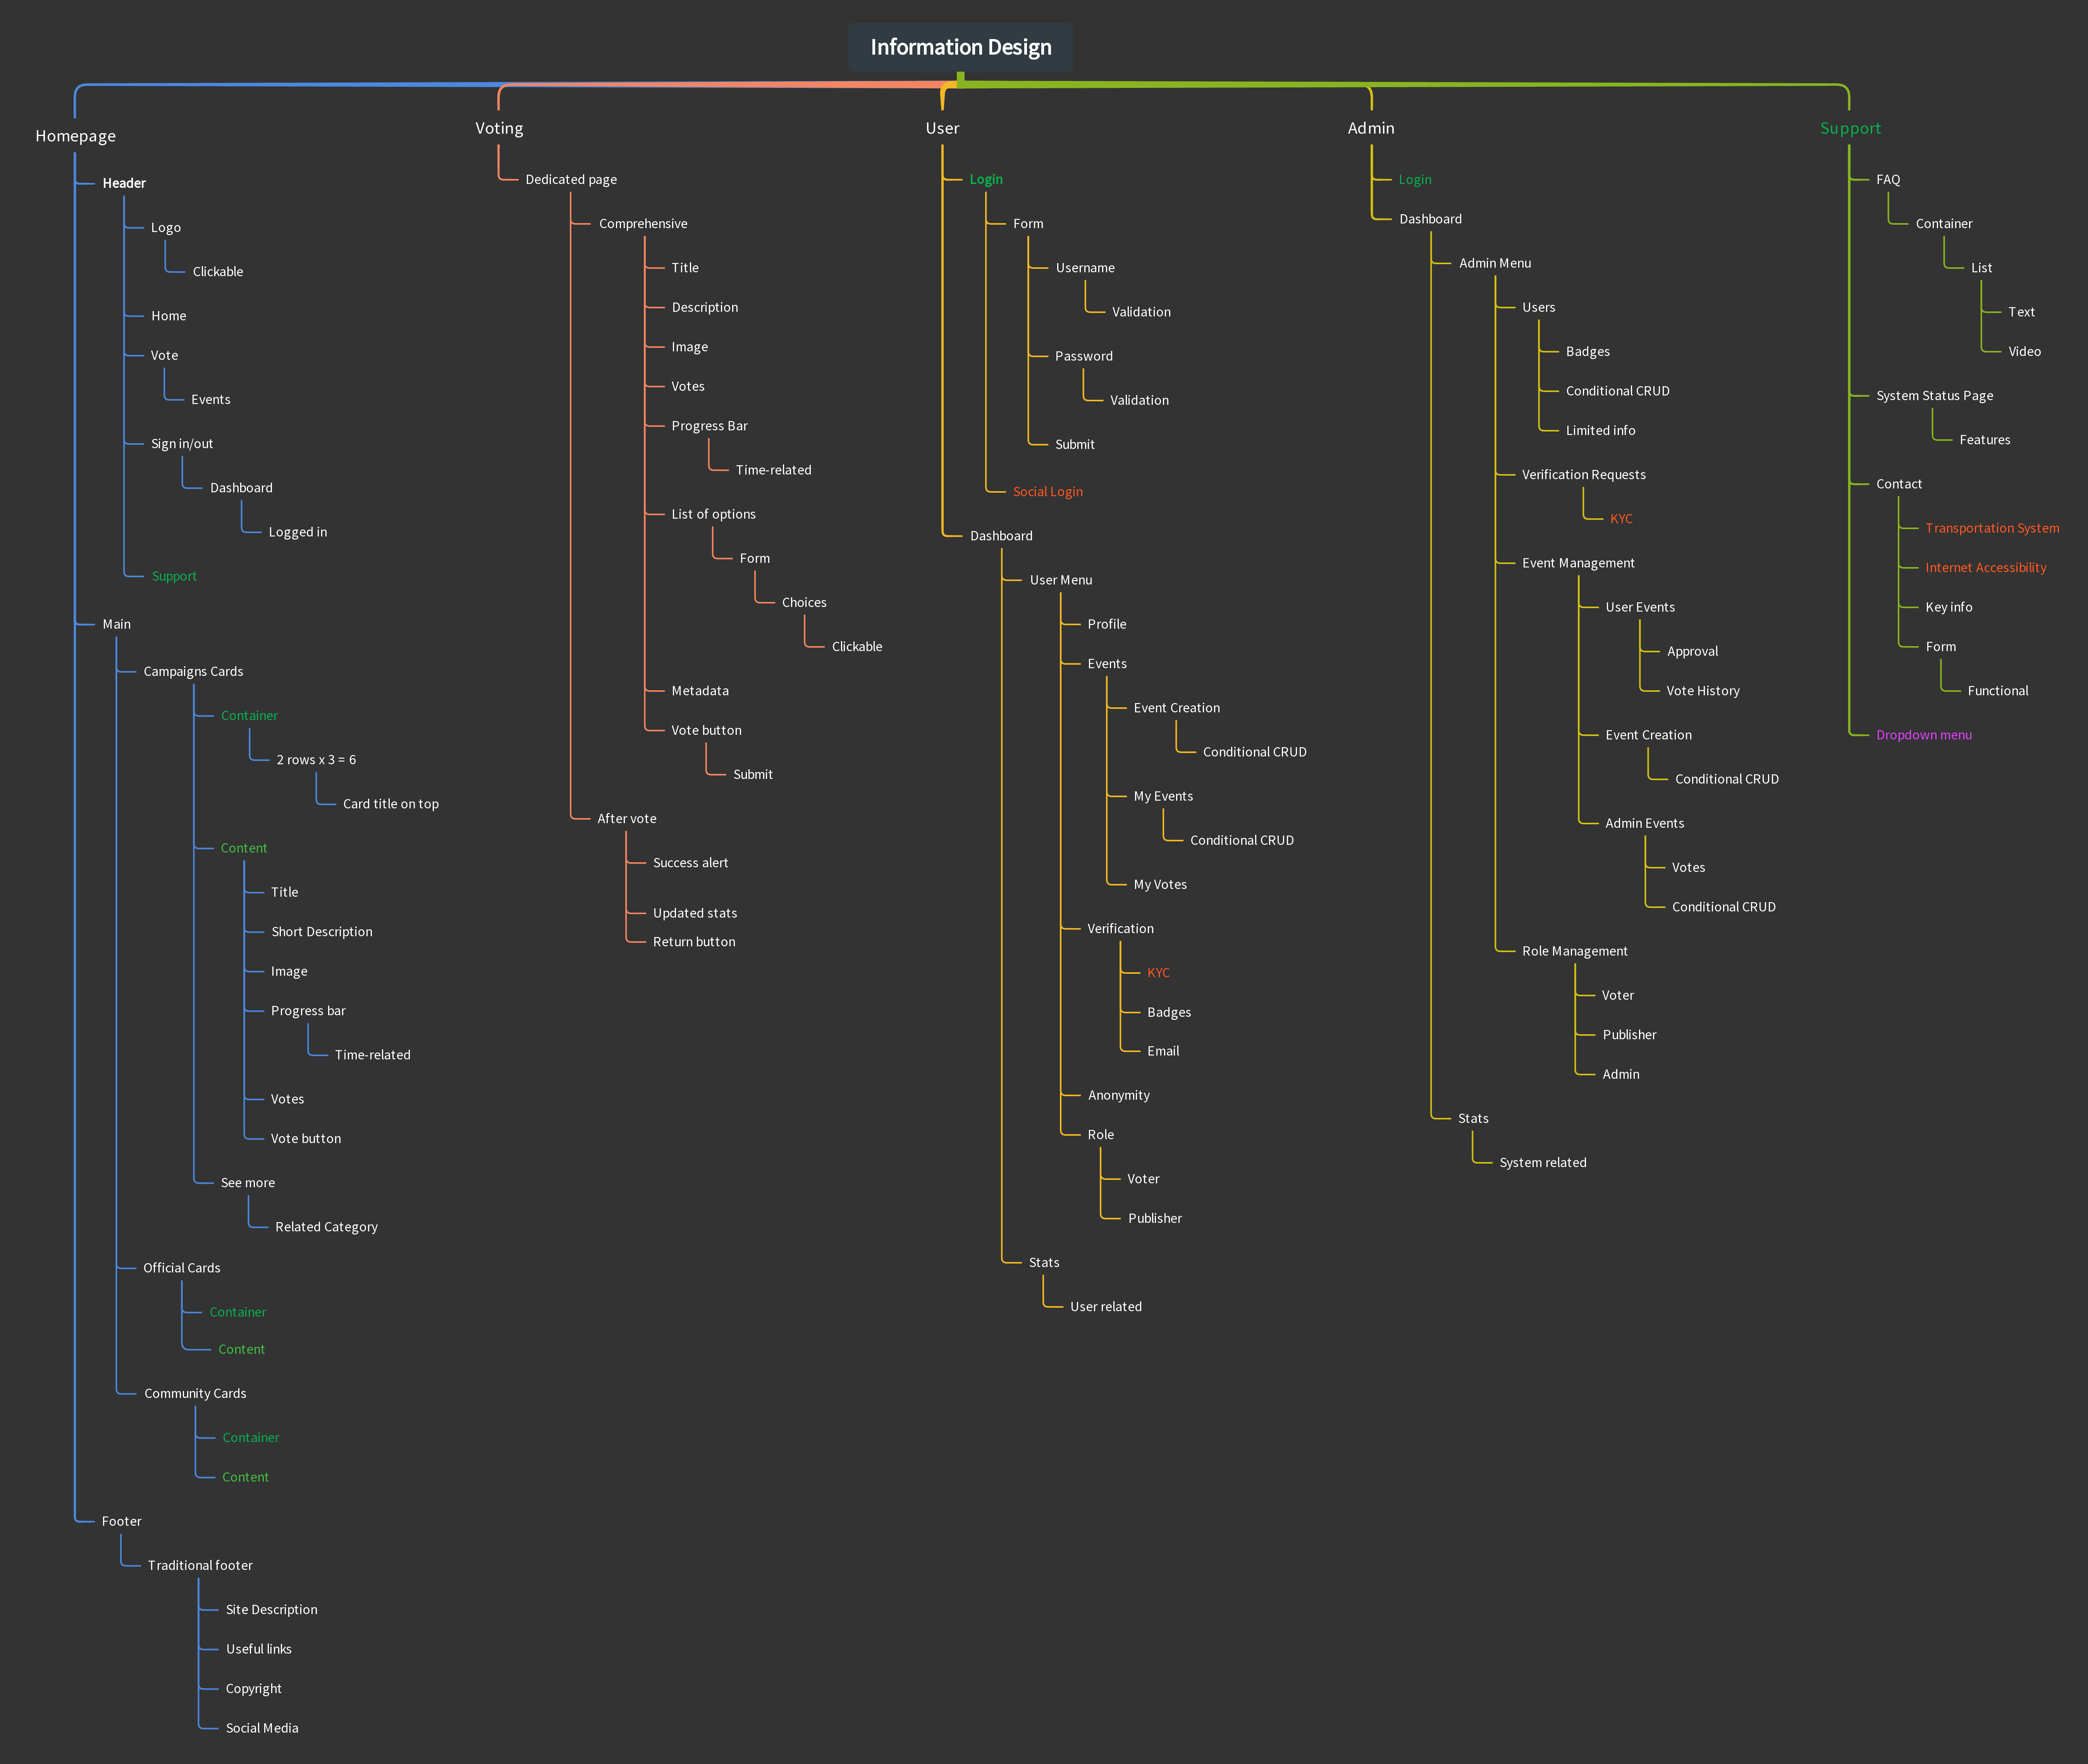 Information Design
Homepage
Header
Logo
Clickable
Home
Vote
Events
Sign in/out
Dashboard
Logged in
Support
Main
Campaigns Cards
Container
2 rows x 3 = 6
Card title on top
Content
Title
Short Description
Image
Progress bar
Time-related
Votes
Vote button
See more
Related Category
Official Cards
Container
Content
Community Cards
Container
Content
Footer
Traditional footer
Site Description
Useful links
Copyright
Social Media
Voting
Dedicated page
Comprehensive
Title
Description
Image
Votes
Progress Bar
Time-related
List of options
Form
Choices
Clickable
Metadata
Vote button
Submit
After vote
Success alert
Updated stats
Return button
User
Login
Form
Username
Validation
Password
Validation
Submit
Social Login
Dashboard
User Menu
Profile
Events
Event Creation
Conditional CRUD
My Events
Conditional CRUD
My Votes
Verification
KYC
Badges
Email
Anonymity
Role
Voter
Publisher
Stats
User related
Admin
Login
Dashboard
Admin Menu
Users
Badges
Conditional CRUD
Limited info
Verification Requests
KYC
Event Management
User Events
Approval
Vote History
Event Creation
Conditional CRUD
Admin Events
Votes
Conditional CRUD
Role Management
Voter
Publisher
Admin
Stats
System related
Support
FAQ
Container
List
Text
Video
System Status Page
Features
Contact
Transportation System
Internet Accessibility
Key info
Form
Functional
Dropdown menu